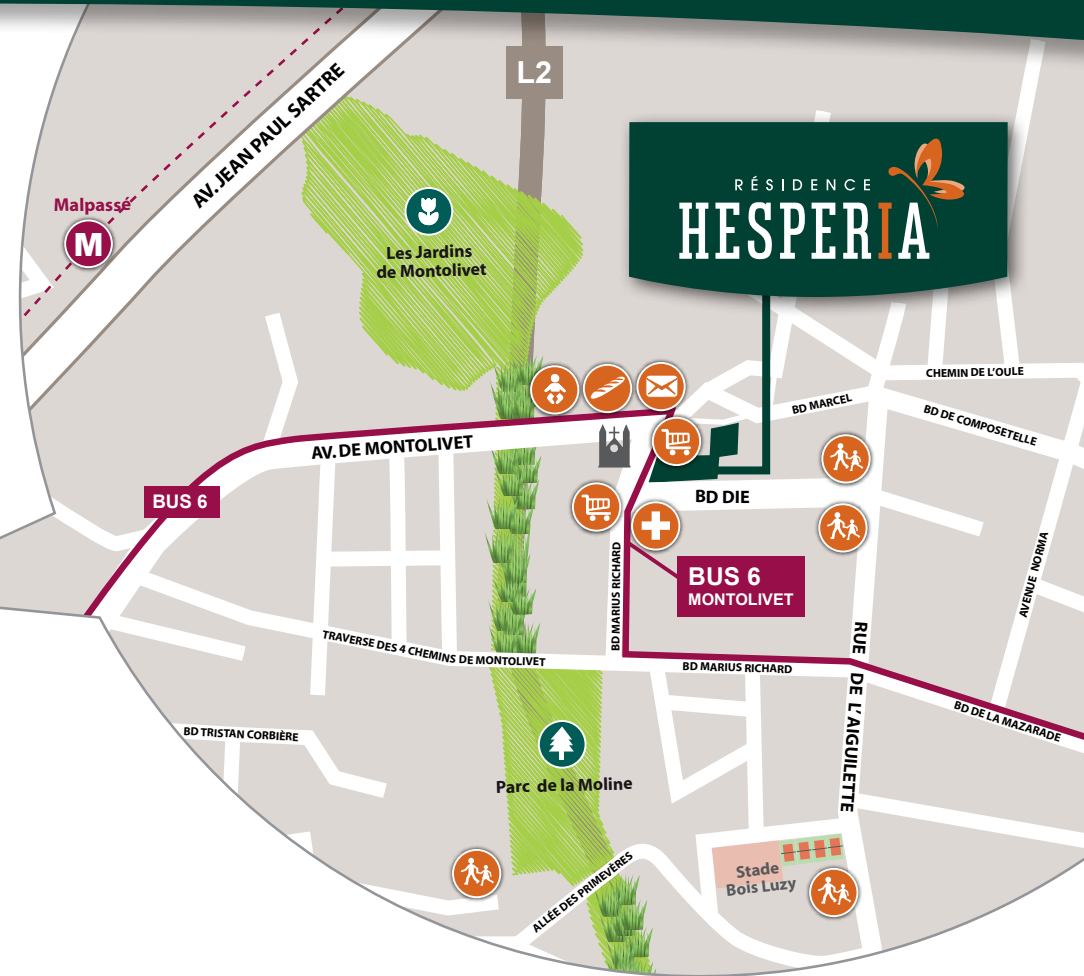 L2
AV. JEAN PAUL SARTRE
RÉSIDENCE
HESPERIA
Malpassé
M
Les Jardins
de Montolivet
CHEMIN DE L'OULE
BD MARCEL
BD DE COMPOSTELLE
AV. DE MONTOLIVET
BUS 6
BD DIE
BUS 6
MONTOLIVET
BD MARIUS RICHARD
AVENUE NORMA
TRAVERSE DES 4 CHEMINS DE MONTOLIVET
BD MARIUS RICHARD
RUE DE L'AIGUILETTE
BD DE LA MAZARADE
BD TRISTAN CORBIÈRE
Parc de la Moline
Stade
Bois Luzy
ALLÉE DES PRIMEVÈRES